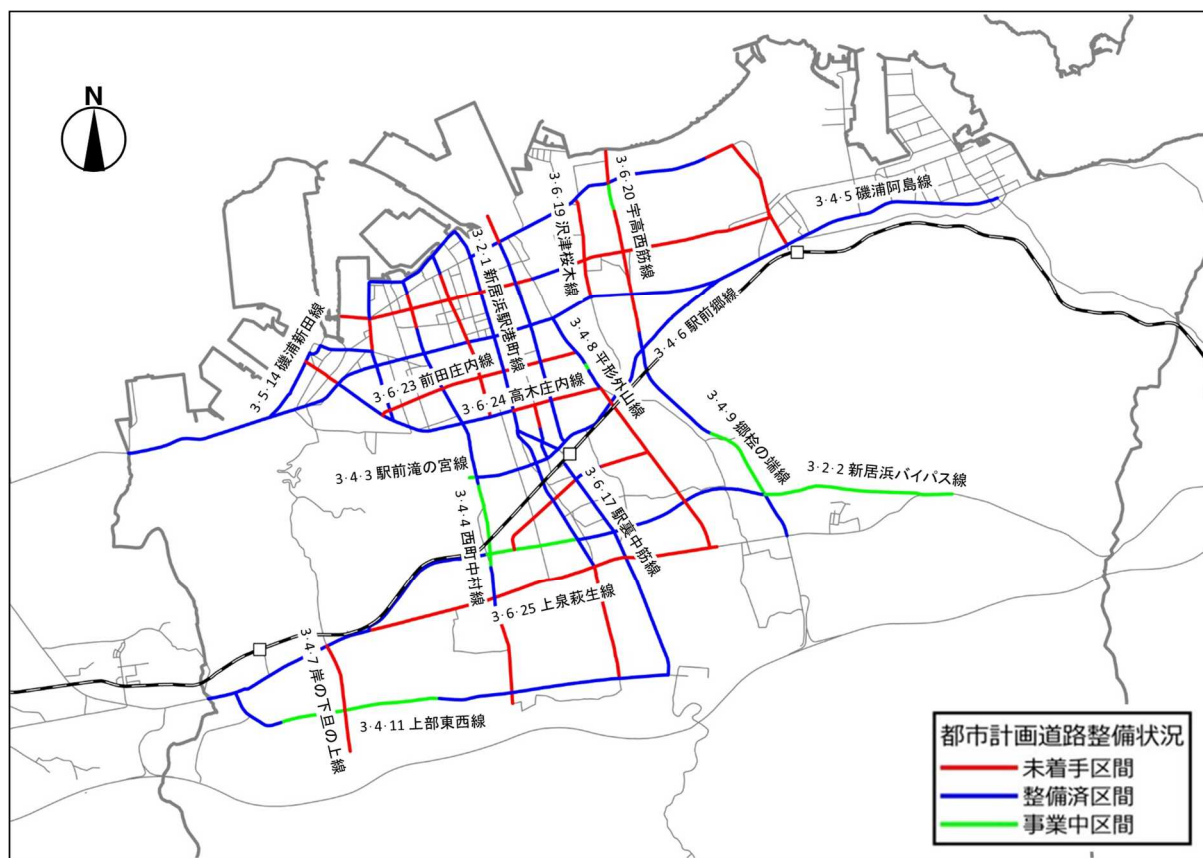 N
3·6·20 宇高西筋線
3·6·19 沢津桜木線
3·4·5 磯浦阿島線
3·2·1 新居浜駅港町線
3·4·6 駅前郷線
3·5·14 磯浦新田線
3·4·8 平形外山線
3·6·23 前田庄内線
3·6·24 高木庄内線
3·4·9 郷桧の端線
3·4·3 駅前滝の宮線
3·2·2 新居浜バイパス線
3·6·17 駅裏中筋線
3·4·4 西町中村線
3·6·25 上泉萩生線
3·4·7 岸の下旦の上線
3·4·11 上部東西線
都市計画道路整備状況
未着手区間
整備済区間
事業中区間